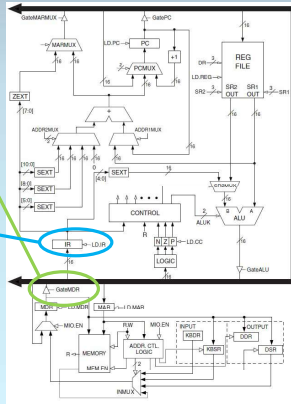 GateMARMUX
GatePC
MARMUX
LD.PC
PC
+1
REG
FILE
DR
LD.REG
PCMUX
SR2
SR2
OUT
SR1
OUT
SR1
ZEXT
[7:0]
+
ADDR2MUX
ADDR1MUX
[10:0]
SEXT
0
[4:0]
SEXT
16
[8:0]
SEXT
[5:0]
SEXT
SR2MUX
CONTROL
IR
LD.IR
R
N Z P
LD.CC
ALUK
B
A
ALU
LOGIC
16
GateALU
GateMDR
MDR
LD.MDR
MAR
LD.MAR
MIO.EN
R.W
MIO.EN
INPUT
OUTPUT
KBDR
DDR
R
MEMORY
ADDR. CTL.
LOGIC
KBSR
DSR
MEM.EN
2
INMUX